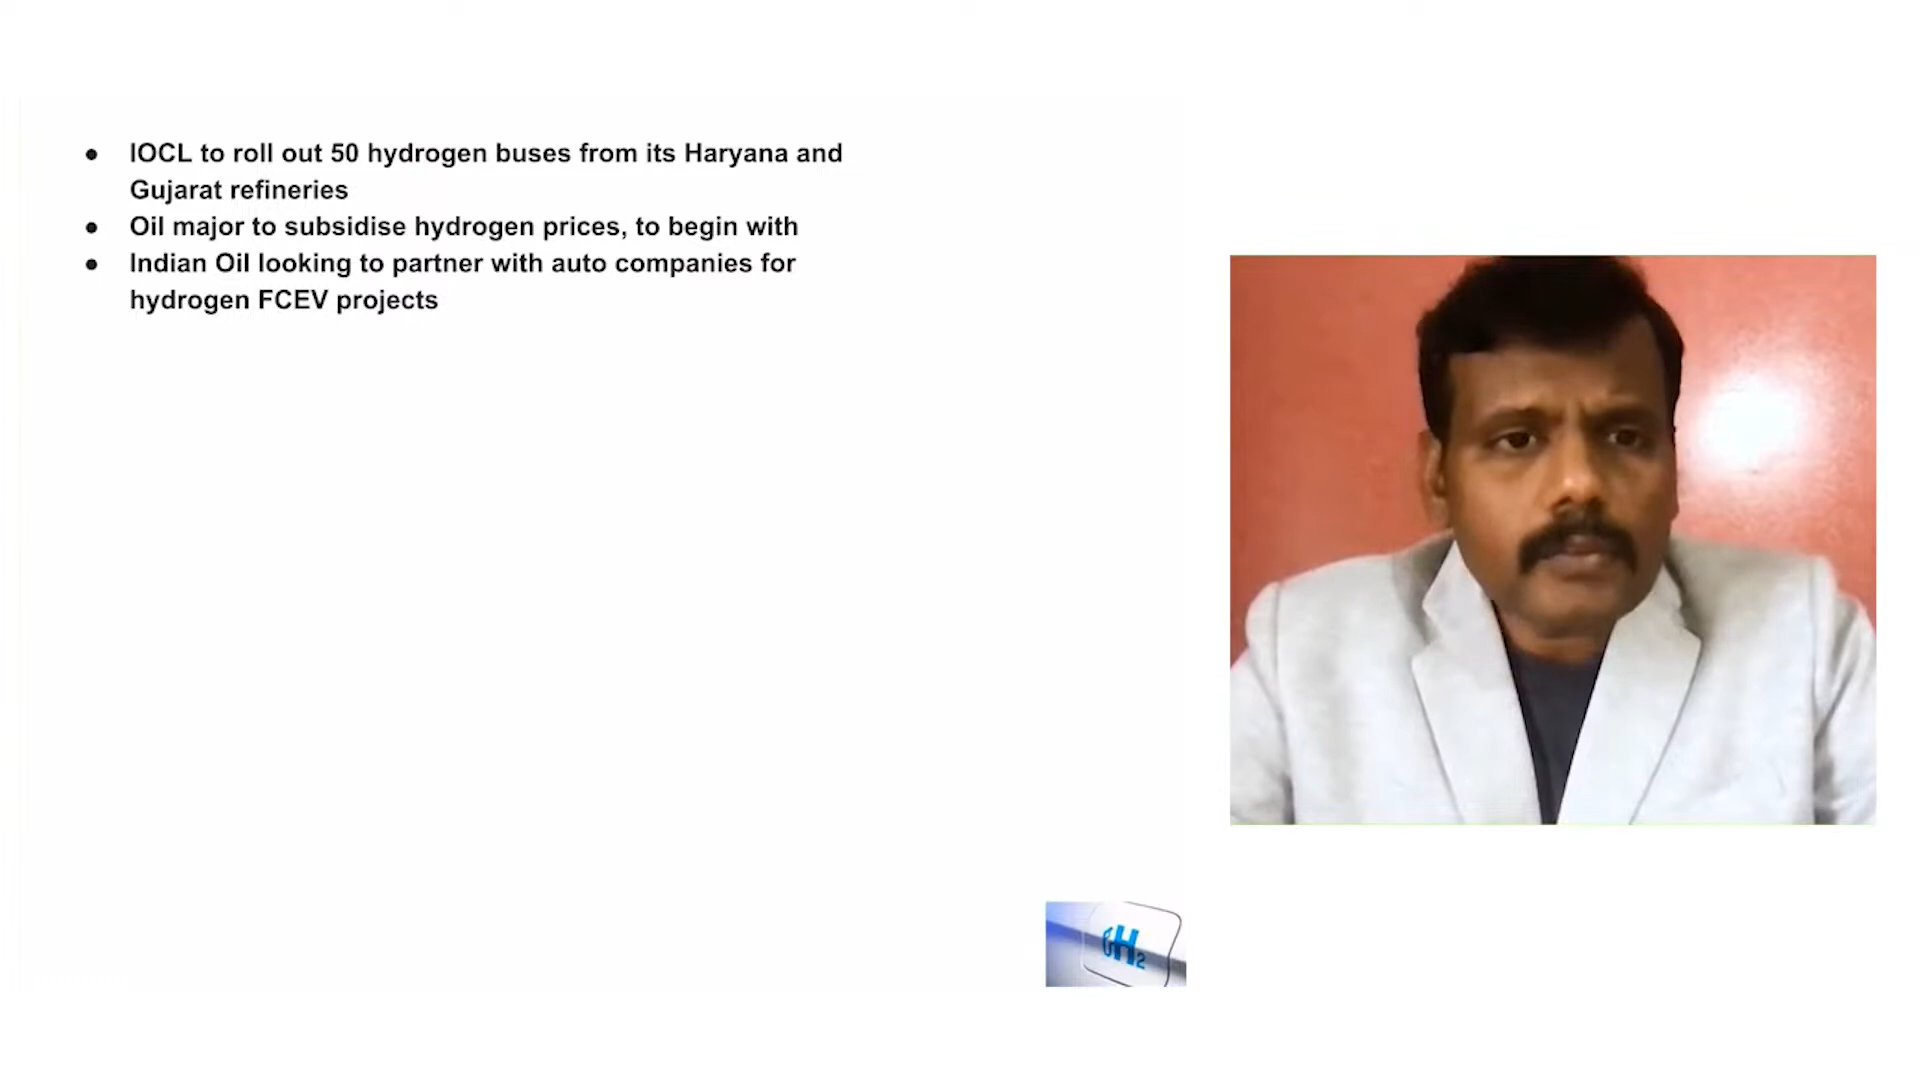 ● IOCL to roll out 50 hydrogen buses from its Haryana and
Gujarat refineries
● Oil major to subsidise hydrogen prices, to begin with
● Indian Oil looking to partner with auto companies for
hydrogen FCEV projects
H2